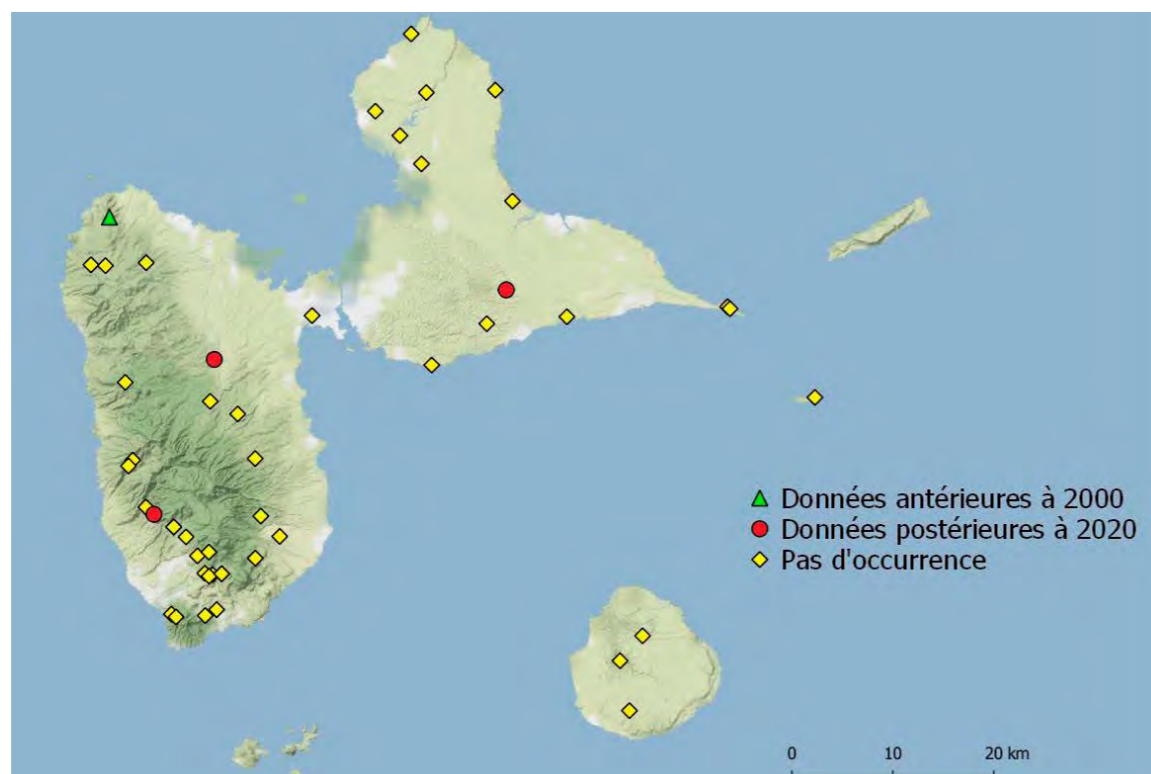 Données antérieures à 2000
Données postérieures à 2020
Pas d'occurrence
0 10 20 km